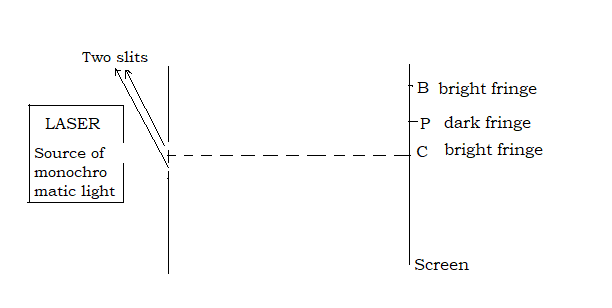 Two slits
B bright fringe
LASER
P dark fringe
Source of
monochro
matic light
C bright fringe
Screen